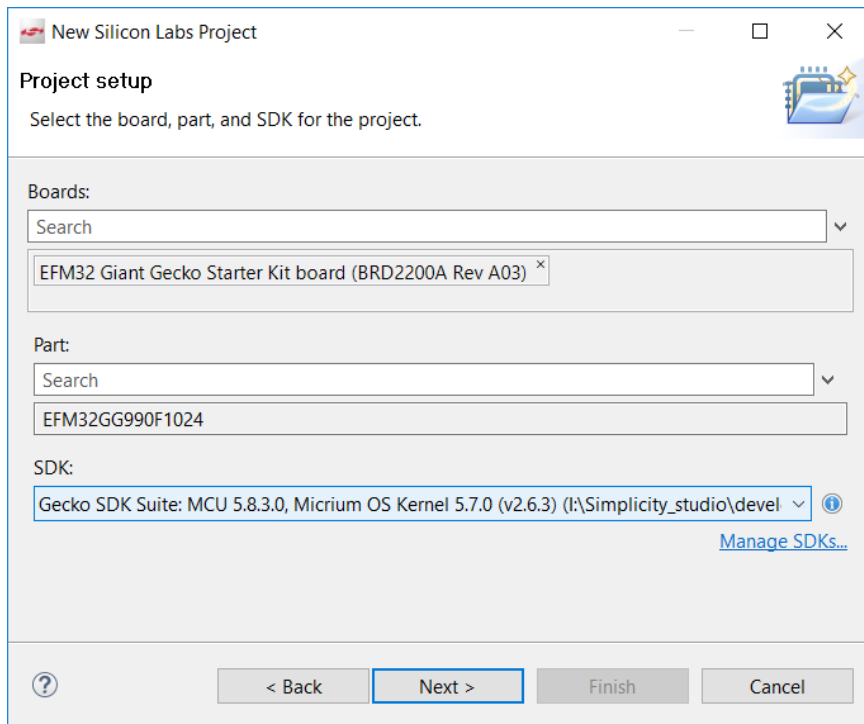 New Silicon Labs Project
Project setup
Select the board, part, and SDK for the project.
Boards:
Search
EFM32 Giant Gecko Starter Kit board (BRD2200A Rev A03) ×
Part:
Search
EFM32GG990F1024
SDK:
Gecko SDK Suite: MCU 5.8.3.0, Micrium OS Kernel 5.7.0 (v2.6.3) (I:\Simplicity_studio\devel
Manage SDKs...
< Back Next > Finish Cancel